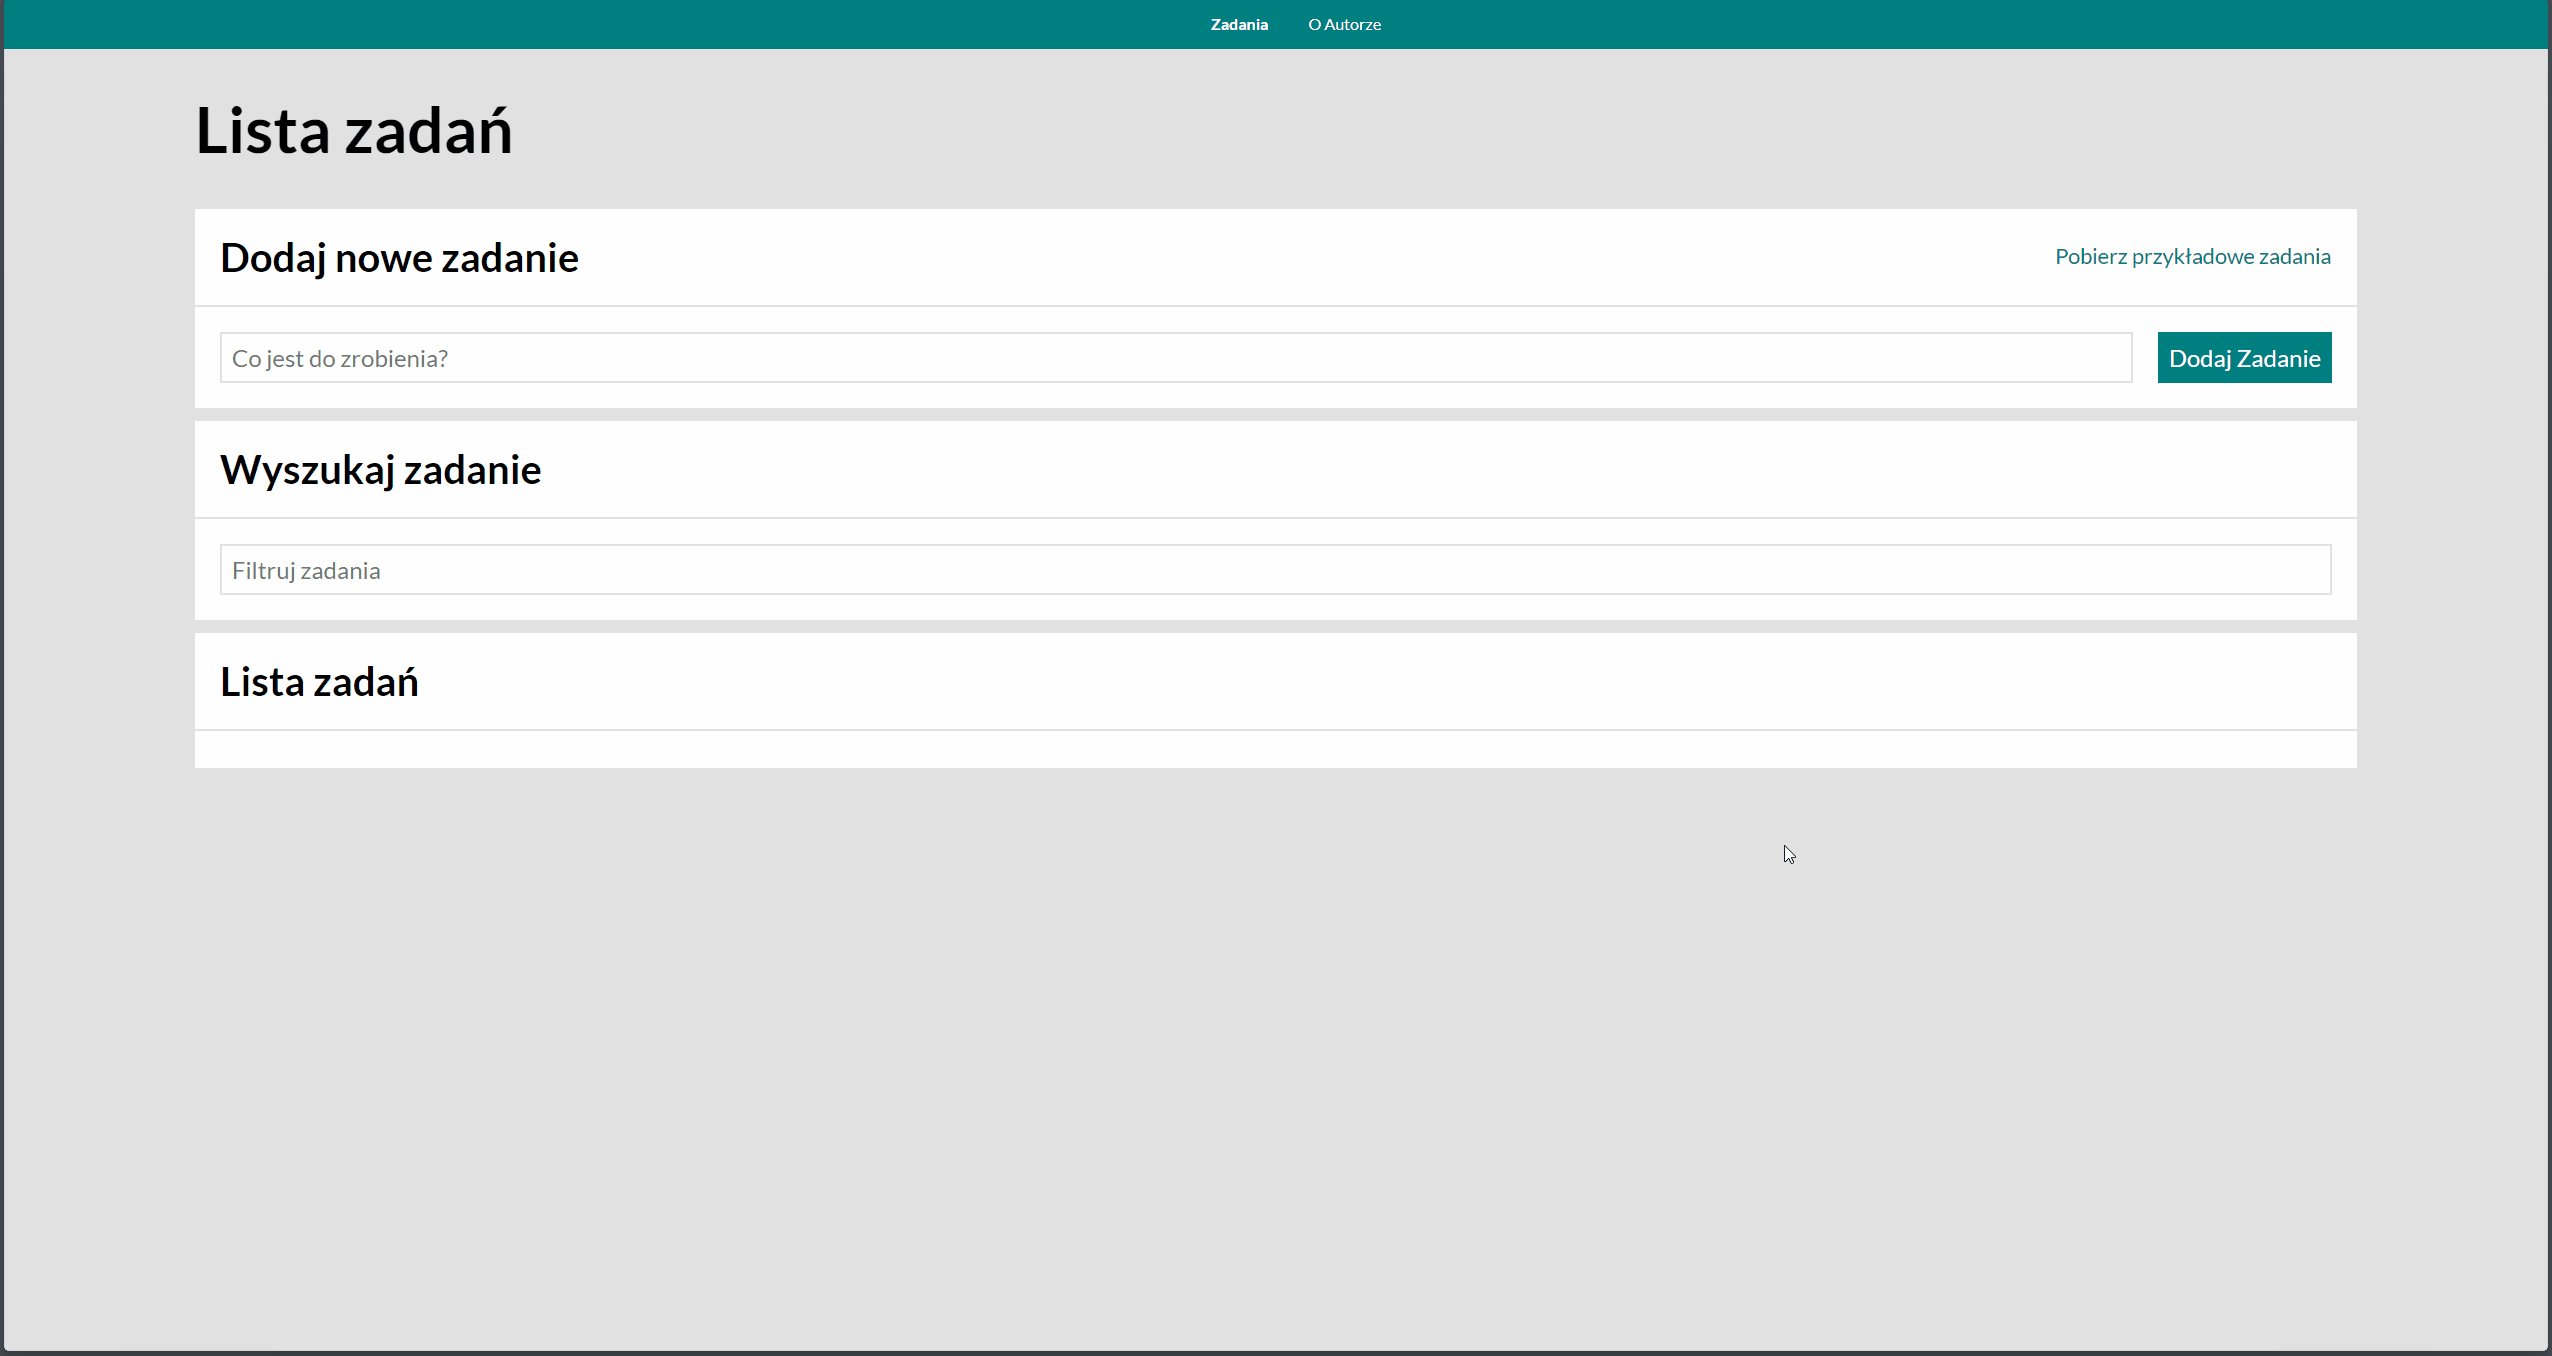 Zadania O Autorze
Lista zadań
Dodaj nowe zadanie Pobierz przykładowe zadania
Co jest do zrobienia? Dodaj Zadanie
Wyszukaj zadanie
Filtruj zadania
Lista zadań